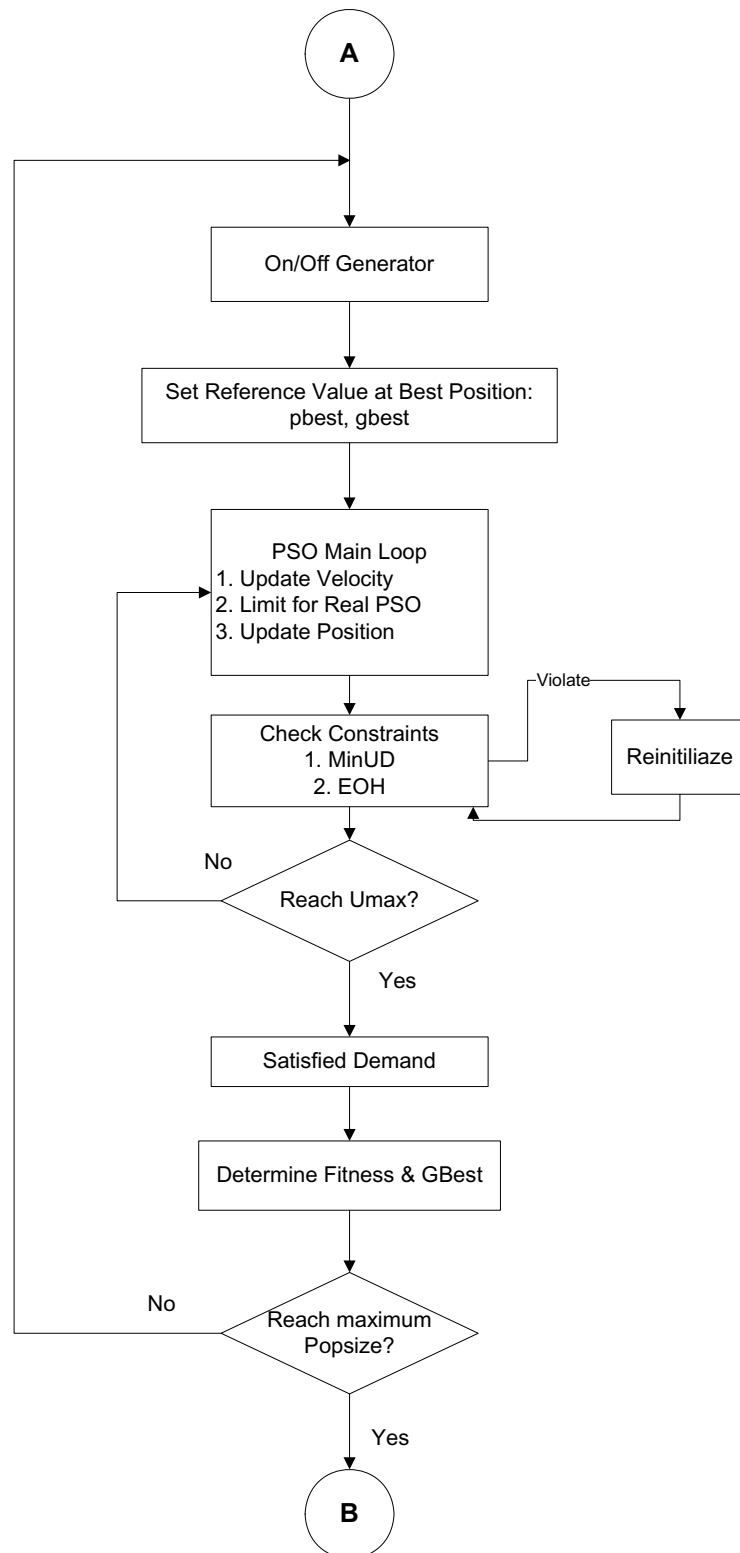 A
On/Off Generator
Set Reference Value at Best Position:
pbest, gbest
PSO Main Loop
1. Update Velocity
2. Limit for Real PSO
3. Update Position
Violate
Check Constraints
1. MinUD
2. EOH
Reinitiliaze
No
Reach Umax?
Yes
Satisfied Demand
Determine Fitness & GBest
No
Reach maximum
Popsize?
Yes
B